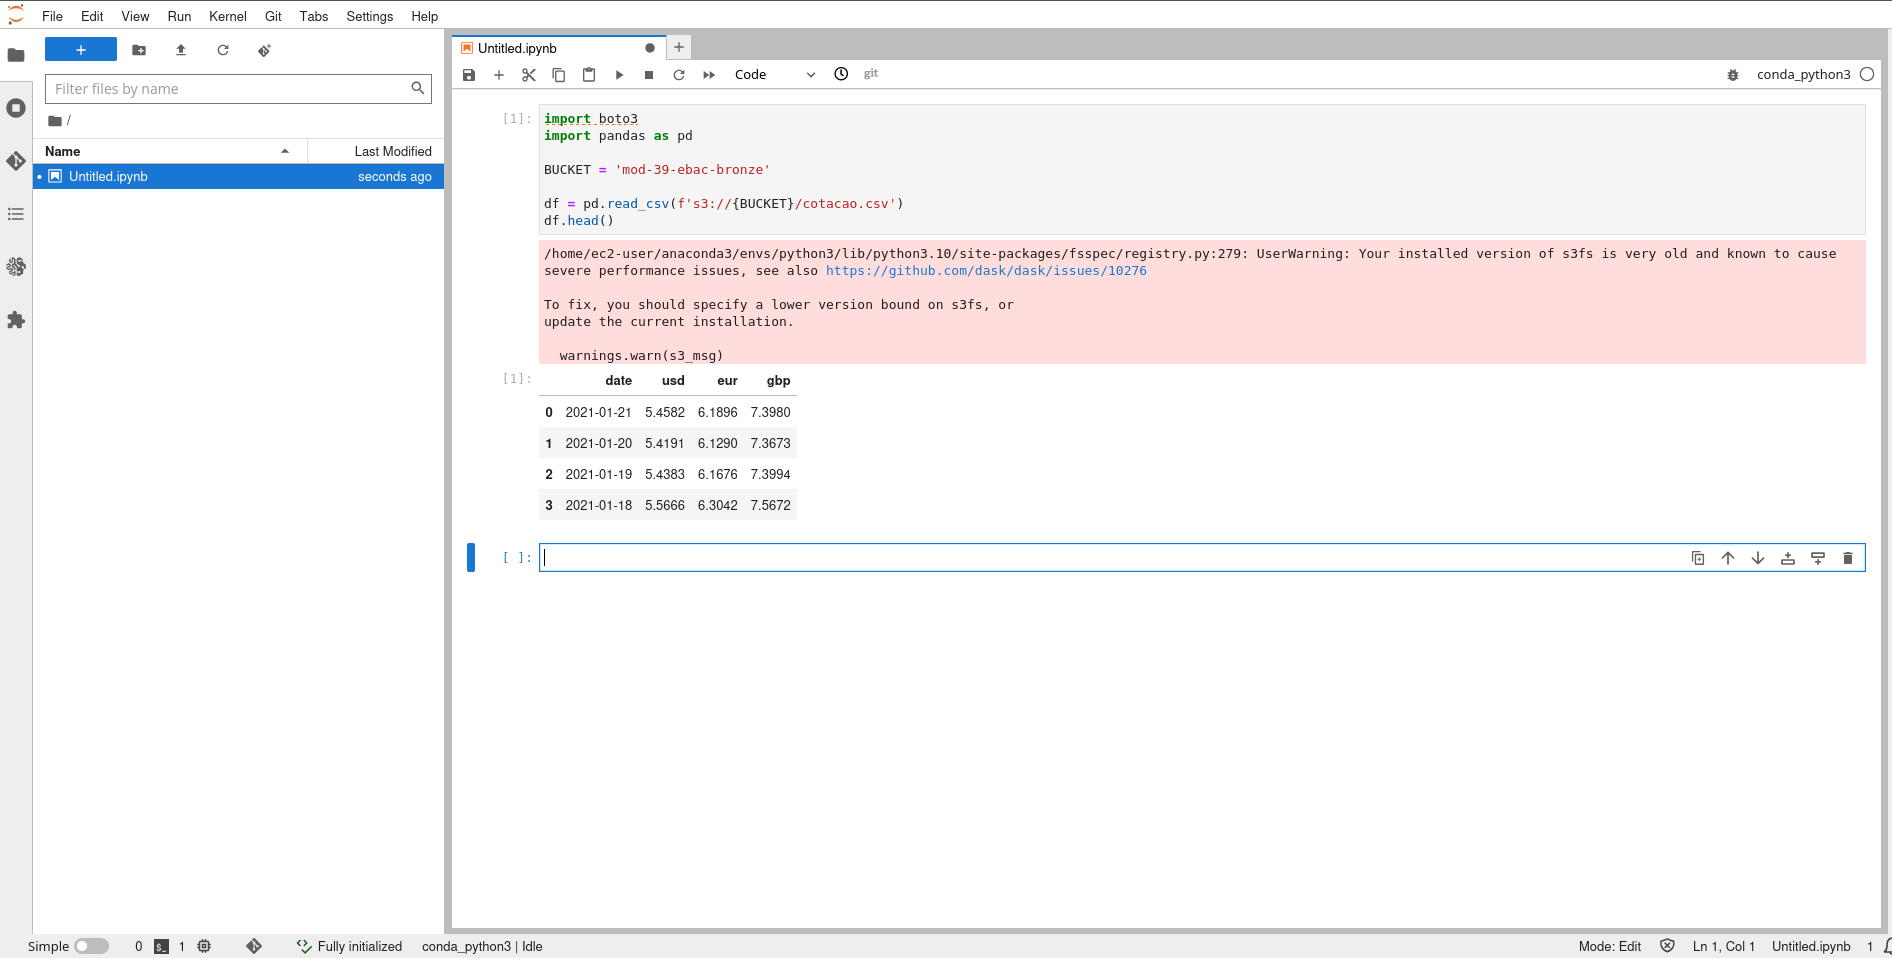 File Edit View Run Kernel Git Tabs Settings Help
Filter files by name
/
Name Last Modified
Untitled.ipynb seconds ago
Untitled.ipynb
Code git conda_python3
[1]: import boto3
import pandas as pd
BUCKET = 'mod-39-ebac-bronze'
df = pd.read_csv(f's3://{BUCKET}/cotacao.csv')
df.head()
/home/ec2-user/anaconda3/envs/python3/lib/python3.10/site-packages/fsspec/registry.py:279: UserWarning: Your installed version of s3fs is very old and known to cause
severe performance issues, see also https://github.com/dask/dask/issues/10276
To fix, you should specify a lower version bound on s3fs, or
update the current installation.
warnings.warn(s3_msg)
[1]: date usd eur gbp
0 2021-01-21 5.4582 6.1896 7.3980
1 2021-01-20 5.4191 6.1290 7.3673
2 2021-01-19 5.4383 6.1676 7.3994
3 2021-01-18 5.5666 6.3042 7.5672
[ ]:
Simple 0 $_ 1 Fully initialized conda_python3 | Idle Mode: Edit Ln 1, Col 1 Untitled.ipynb 1